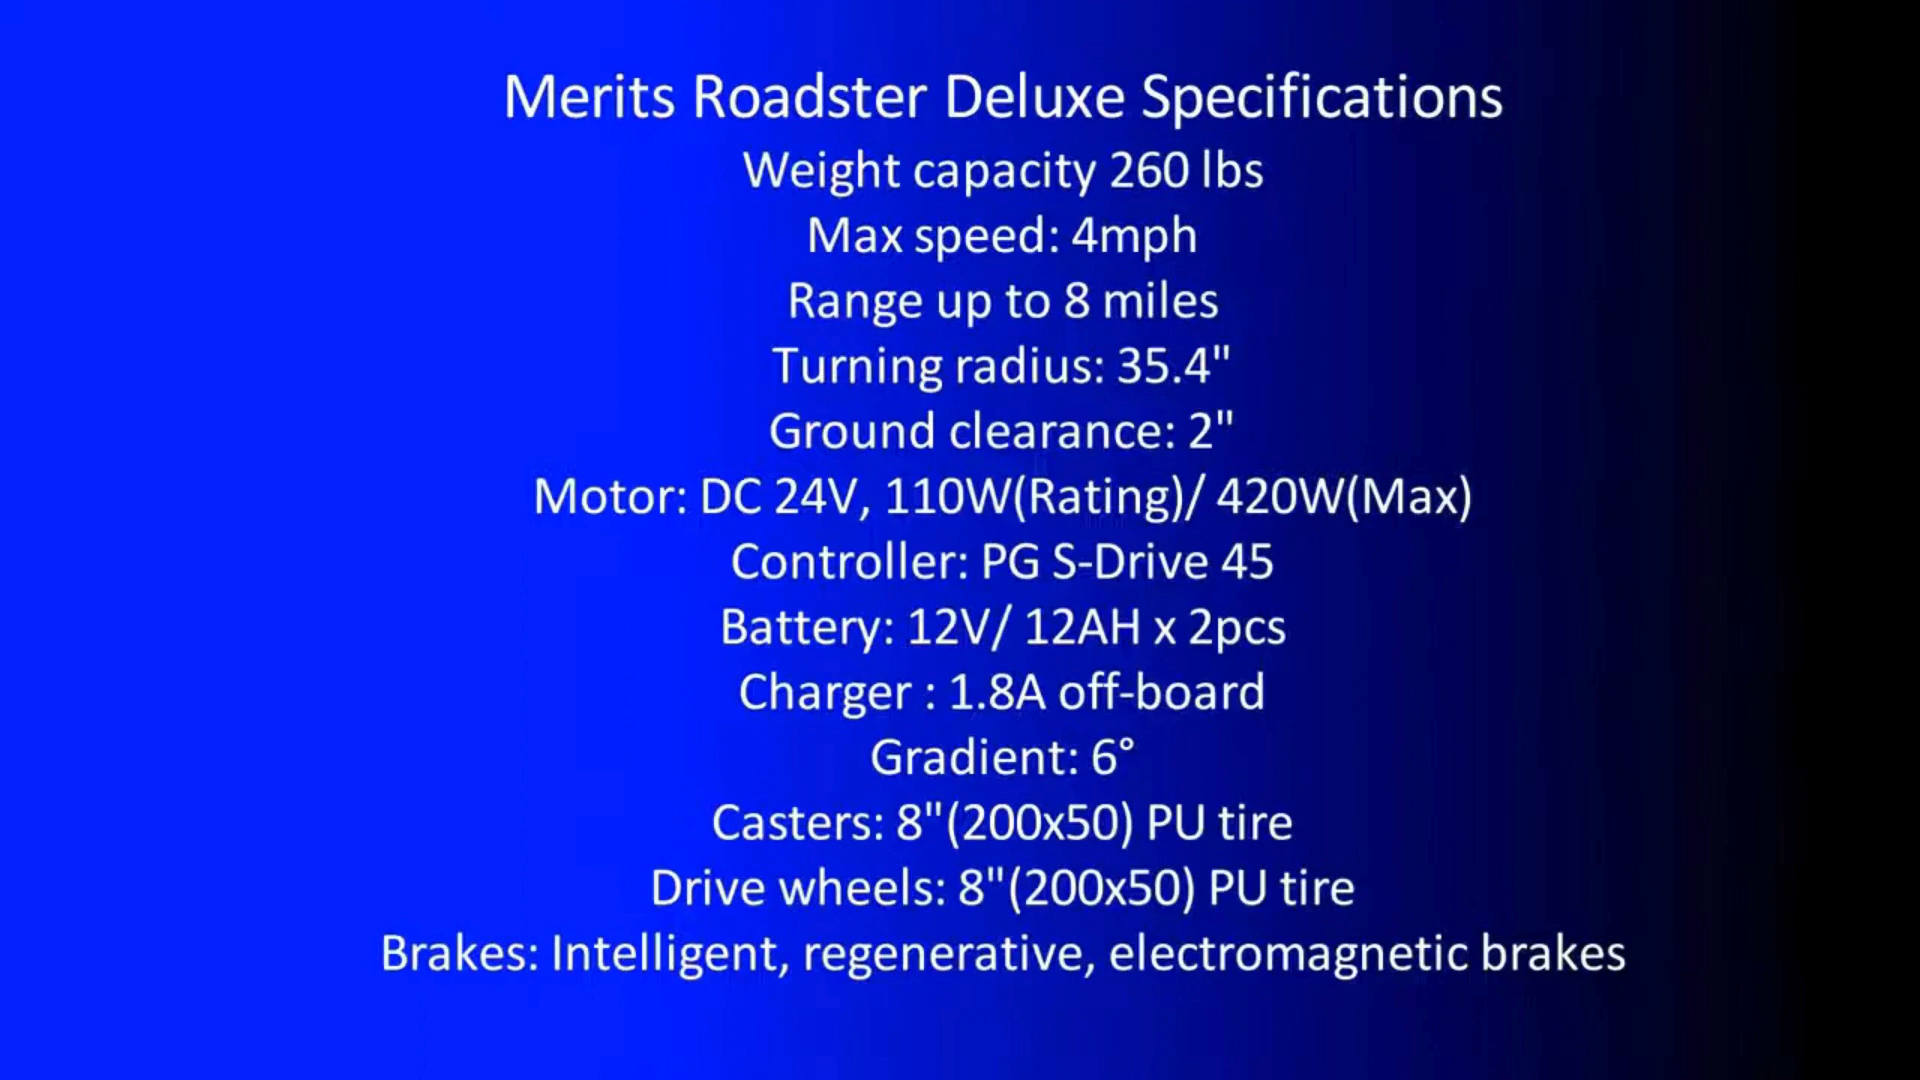 Merits Roadster Deluxe Specifications
Weight capacity 260 lbs
Max speed: 4mph
Range up to 8 miles
Turning radius: 35.4"
Ground clearance: 2"
Motor: DC 24V, 110W(Rating)/ 420W(Max)
Controller: PG S-Drive 45
Battery: 12V/ 12AH x 2pcs
Charger : 1.8A off-board
Gradient: 6°
Casters: 8"(200x50) PU tire
Drive wheels: 8"(200x50) PU tire
Brakes: Intelligent, regenerative, electromagnetic brakes